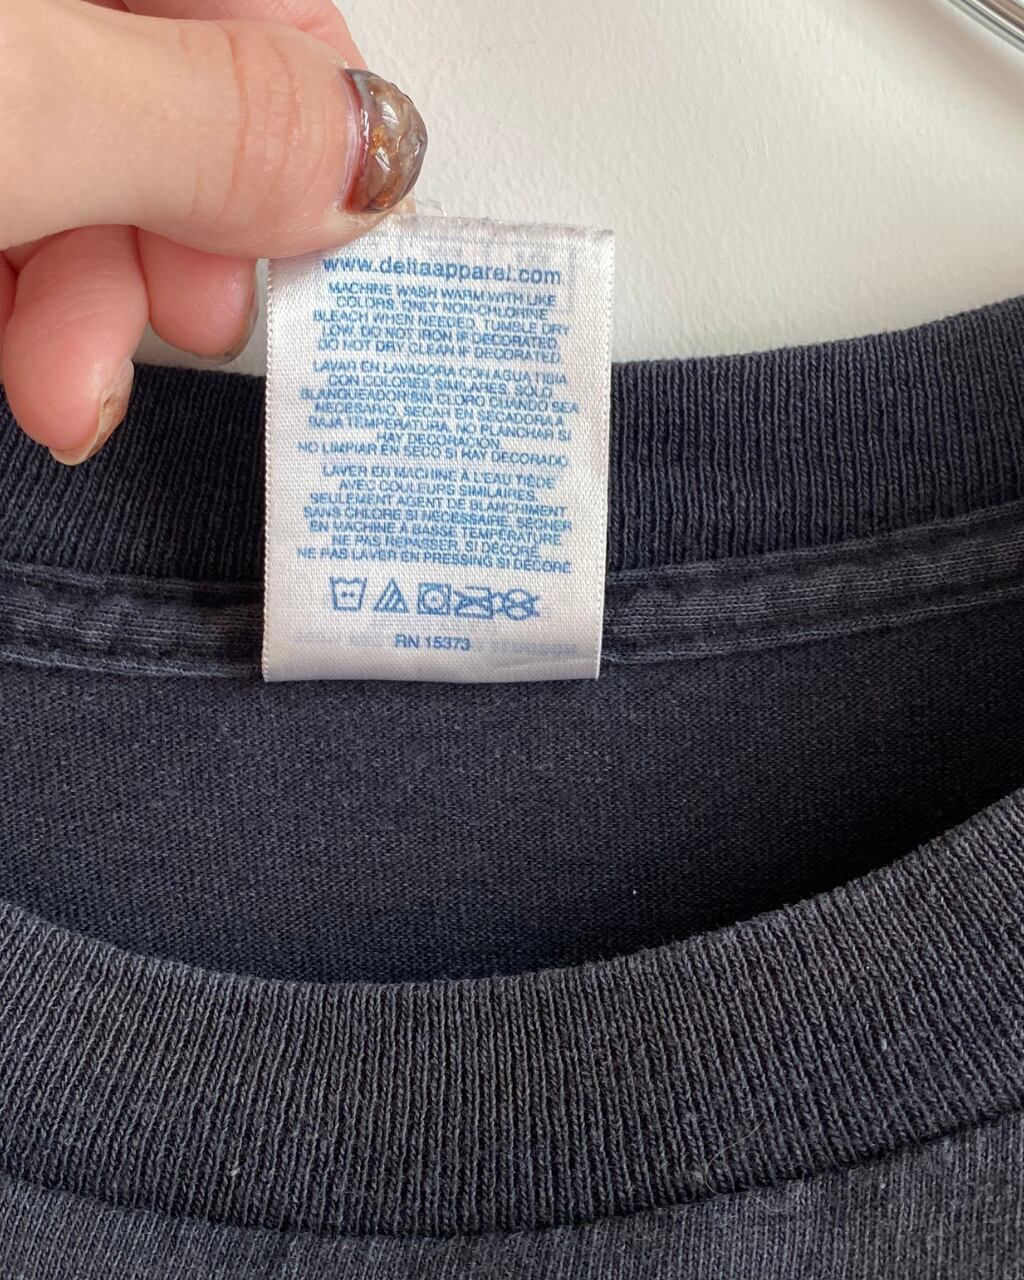 www.deltaapparel.com
MACHINE WASH WARM WITH LIKE
COLORS, ONLY NON-CHLORINE
BLEACH WHEN NEEDED, TUMBLE DRY
LOW. DO NOT IRON IF DECORATED.
DO NOT DRY CLEAN IF DECORATED.
LAVAR EN LAVADORA CON AGUA TIBIA
CON COLORES SIMILARES, SOLO
BLANQUEADOR SIN CLORO CUANDO SEA
NECESARIO, SECAR EN SECADORA A
BAJA TEMPERATURA, NO PLANCHAR SI
HAY DECORACION.
NO LIMPIAR EN SECO SI HAY DECORADO
LAVER EN MACHINE À L'EAU TIÈDE
AVEC COULEURS SIMILAIRES.
SEULEMENT AGENT DE BLANCHIMENT
SANS CHLORE SI NÉCESSAIRE, SÉCHER
EN MACHINE À BASSE TEMPÉRATURE
NE PAS REPASSER, SI DÉCORÉ.
NE PAS LAVER EN PRESSING SI DÉCORÉ
RN 15373